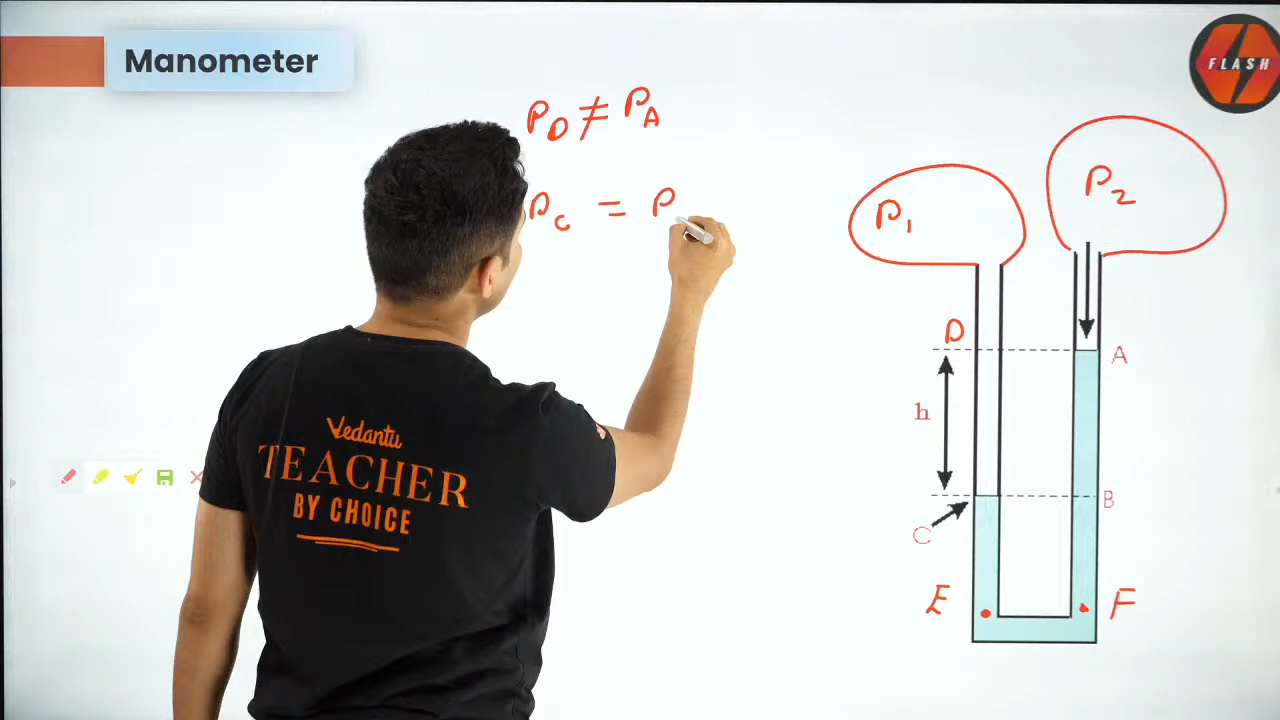 Manometer
FLASH
P_D ≠ P_A
P_C = P
P_1
P_2
D
A
h
B
C
E
F
Vedantu
TEACHER
BY CHOICE